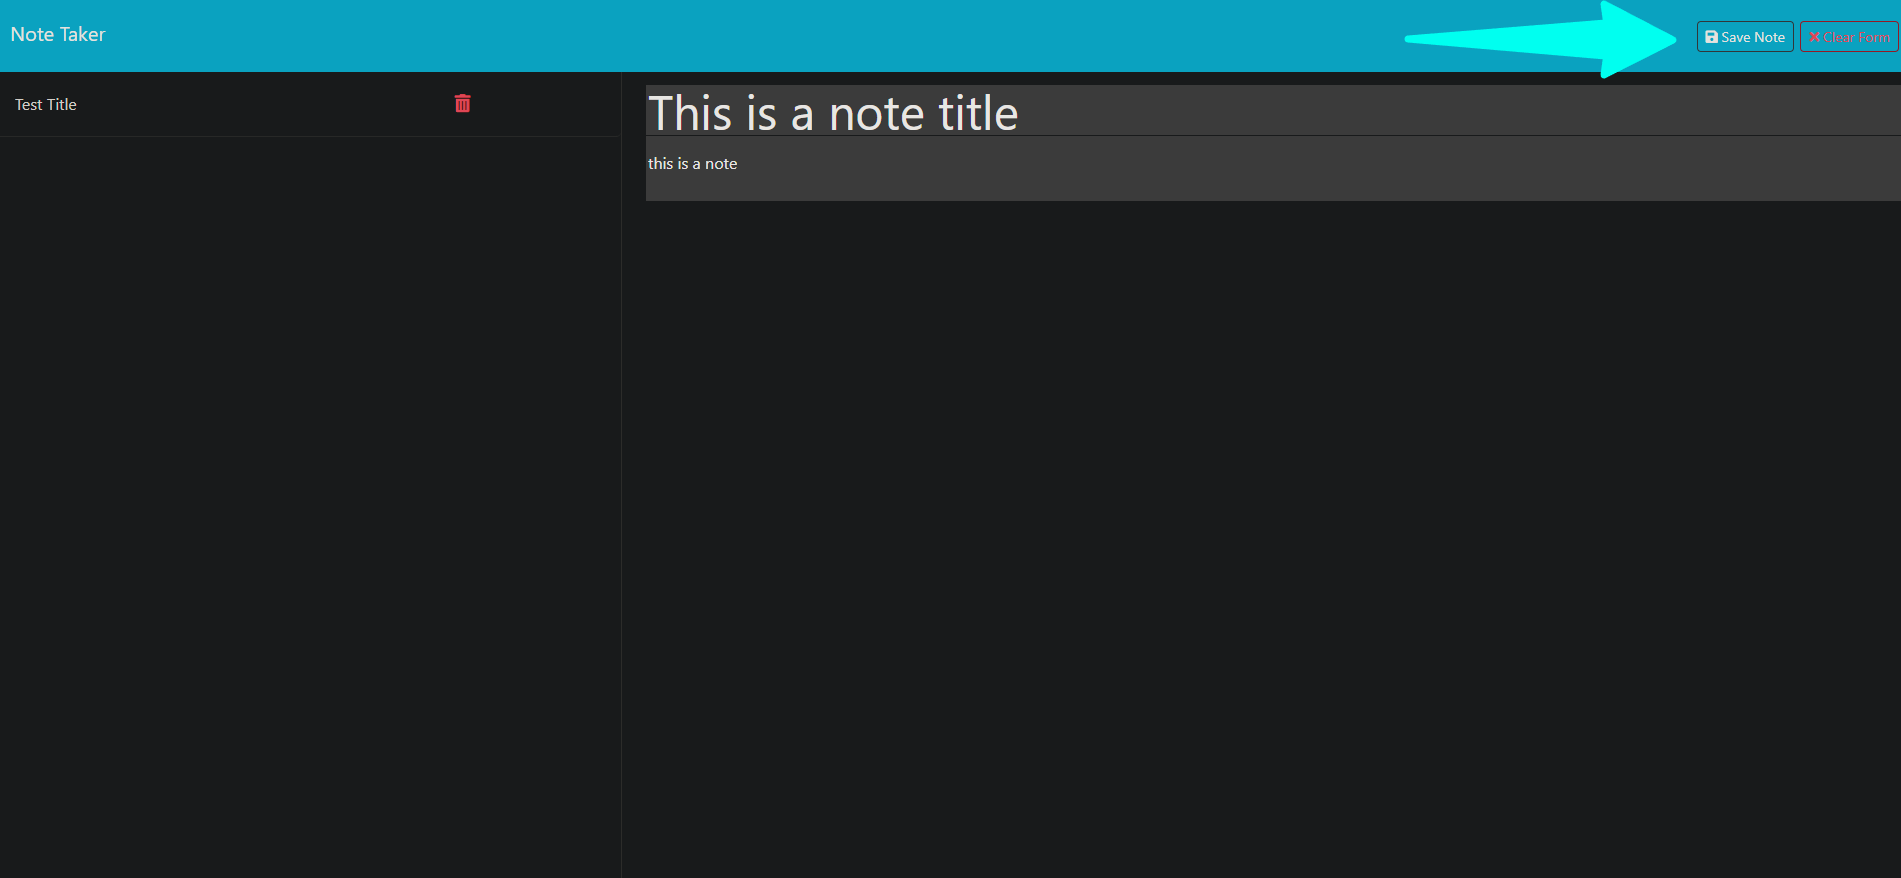 Note Taker
Save Note
Clear Form
Test Title
This is a note title
this is a note